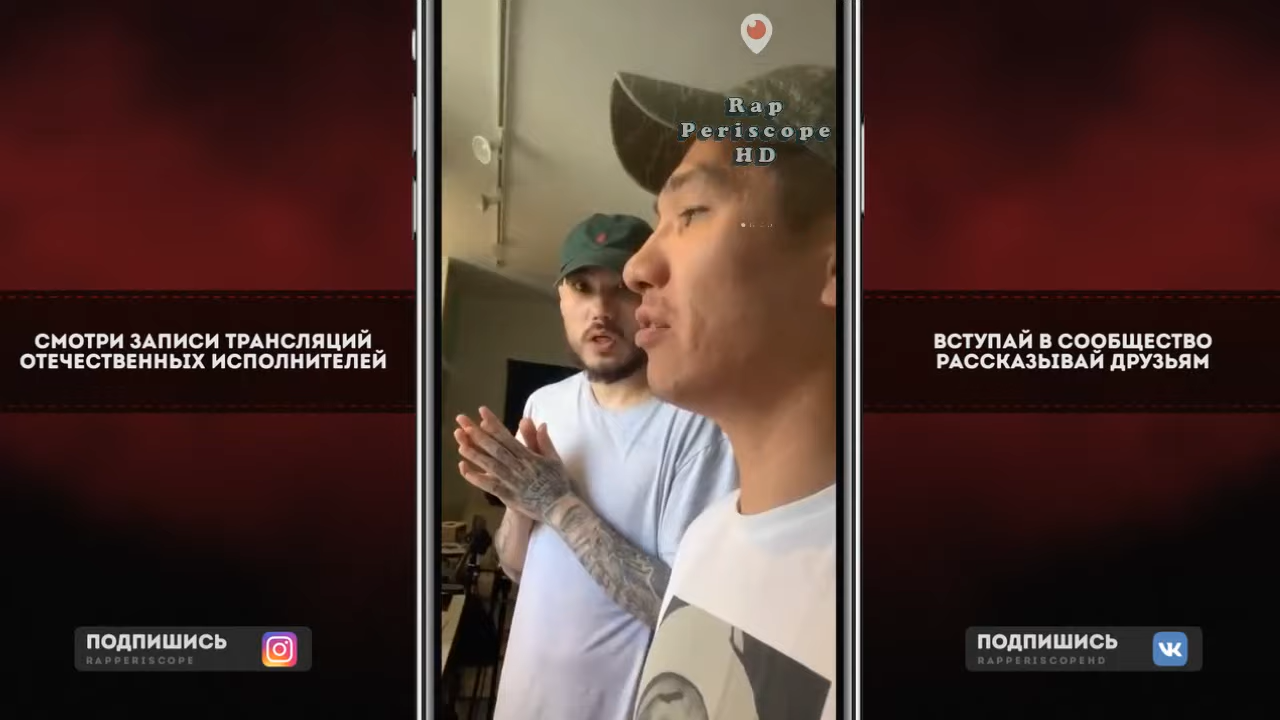 Rap
Periscope
HD
СМОТРИ ЗАПИСИ ТРАНСЛЯЦИЙ
ОТЕЧЕСТВЕННЫХ ИСПОЛНИТЕЛЕЙ
ВСТУПАЙ В СООБЩЕСТВО
РАССКАЗЫВАЙ ДРУЗЬЯМ
ПОДПИШИСЬ
RAPPERISCOPE
ПОДПИШИСЬ
RAPPERISCOPEHD